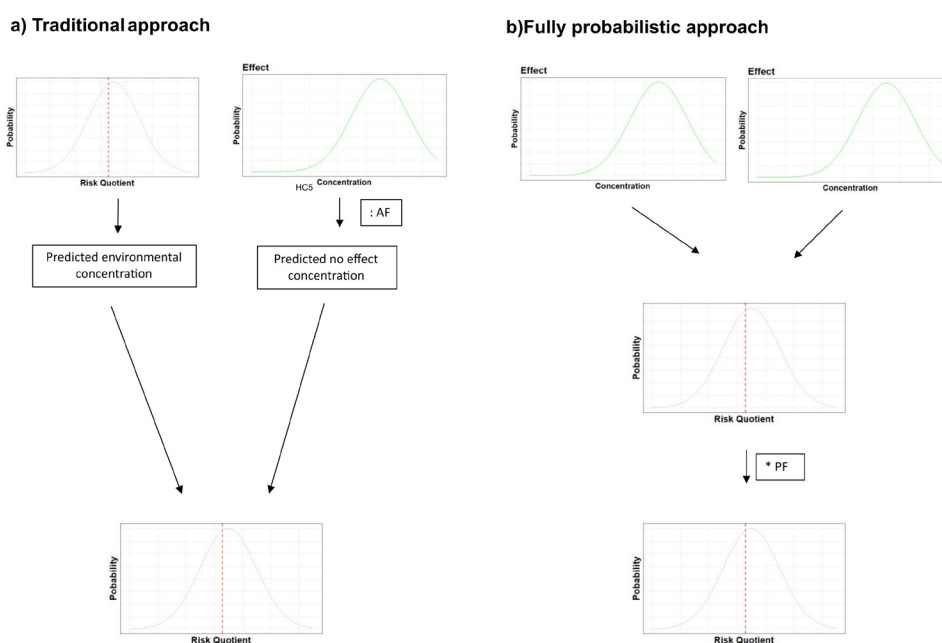 a) Traditional approach
b)Fully probabilistic approach
Pobability
Risk Quotient
Effect
Pobability
HC5 Concentration
Effect
Pobability
Concentration
Effect
Pobability
Concentration
: AF
Predicted environmental
concentration
Predicted no effect
concentration
Pobability
Risk Quotient
* PF
Pobability
Risk Quotient
Pobability
Risk Quotient